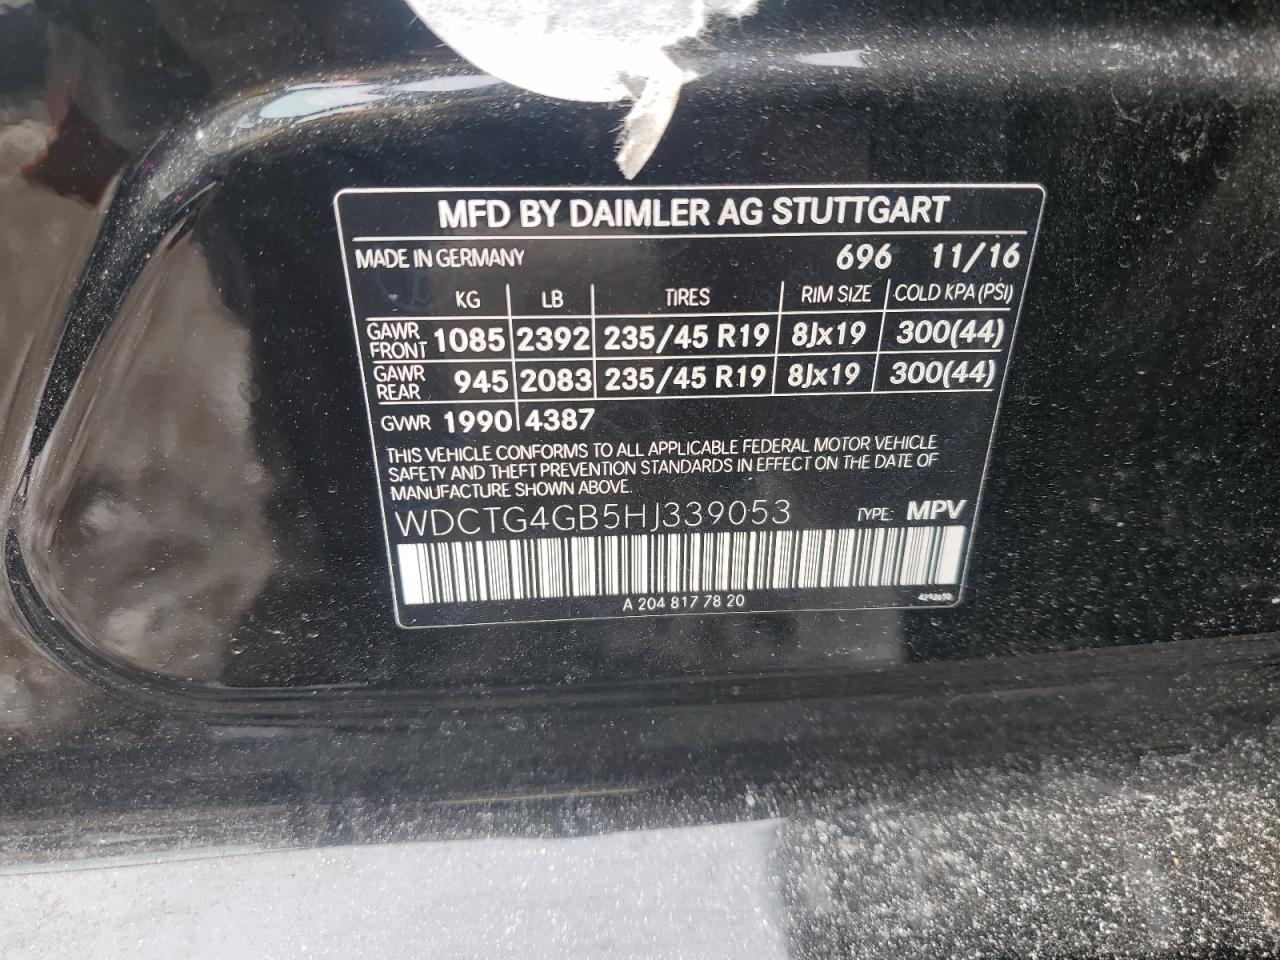 MFD BY DAIMLER AG STUTTGART
MADE IN GERMANY 696 11/16
KG LB TIRES RIM SIZE COLD KPA (PSI)
GAWR FRONT 1085 2392 235/45 R19 8Jx19 300(44)
GAWR REAR 945 2083 235/45 R19 8Jx19 300(44)
GVWR 1990 4387
THIS VEHICLE CONFORMS TO ALL APPLICABLE FEDERAL MOTOR VEHICLE
SAFETY AND THEFT PREVENTION STANDARDS IN EFFECT ON THE DATE OF
MANUFACTURE SHOWN ABOVE.
WDCTG4GB5HJ339053 TYPE: MPV
A 204 817 78 20